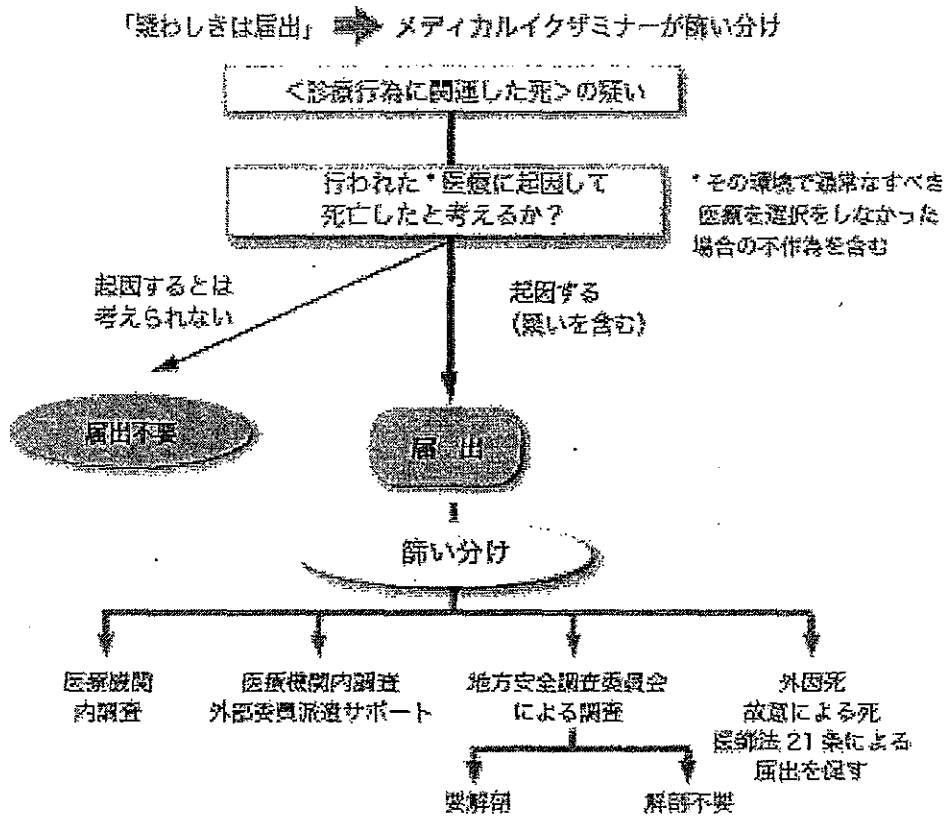 「疑わしきは届出」 ➡ メディカルイクザミナーが篩い分け
<診療行為に関連した死>の疑い
行われた*医療に起因して
死亡したと考えるか？
*その環境で通常なすべき
医療を選択をしなかった
場合の不作為を含む
起因するとは
考えられない
起因する
(疑いを含む)
届出不要
届 出
篩い分け
医療機関
内調査
医療機関内調査
外部委員派遣サポート
地方安全調査委員会
による調査
外因死
故意による死
医師法21条による
届出を促す
要解剖
解剖不要